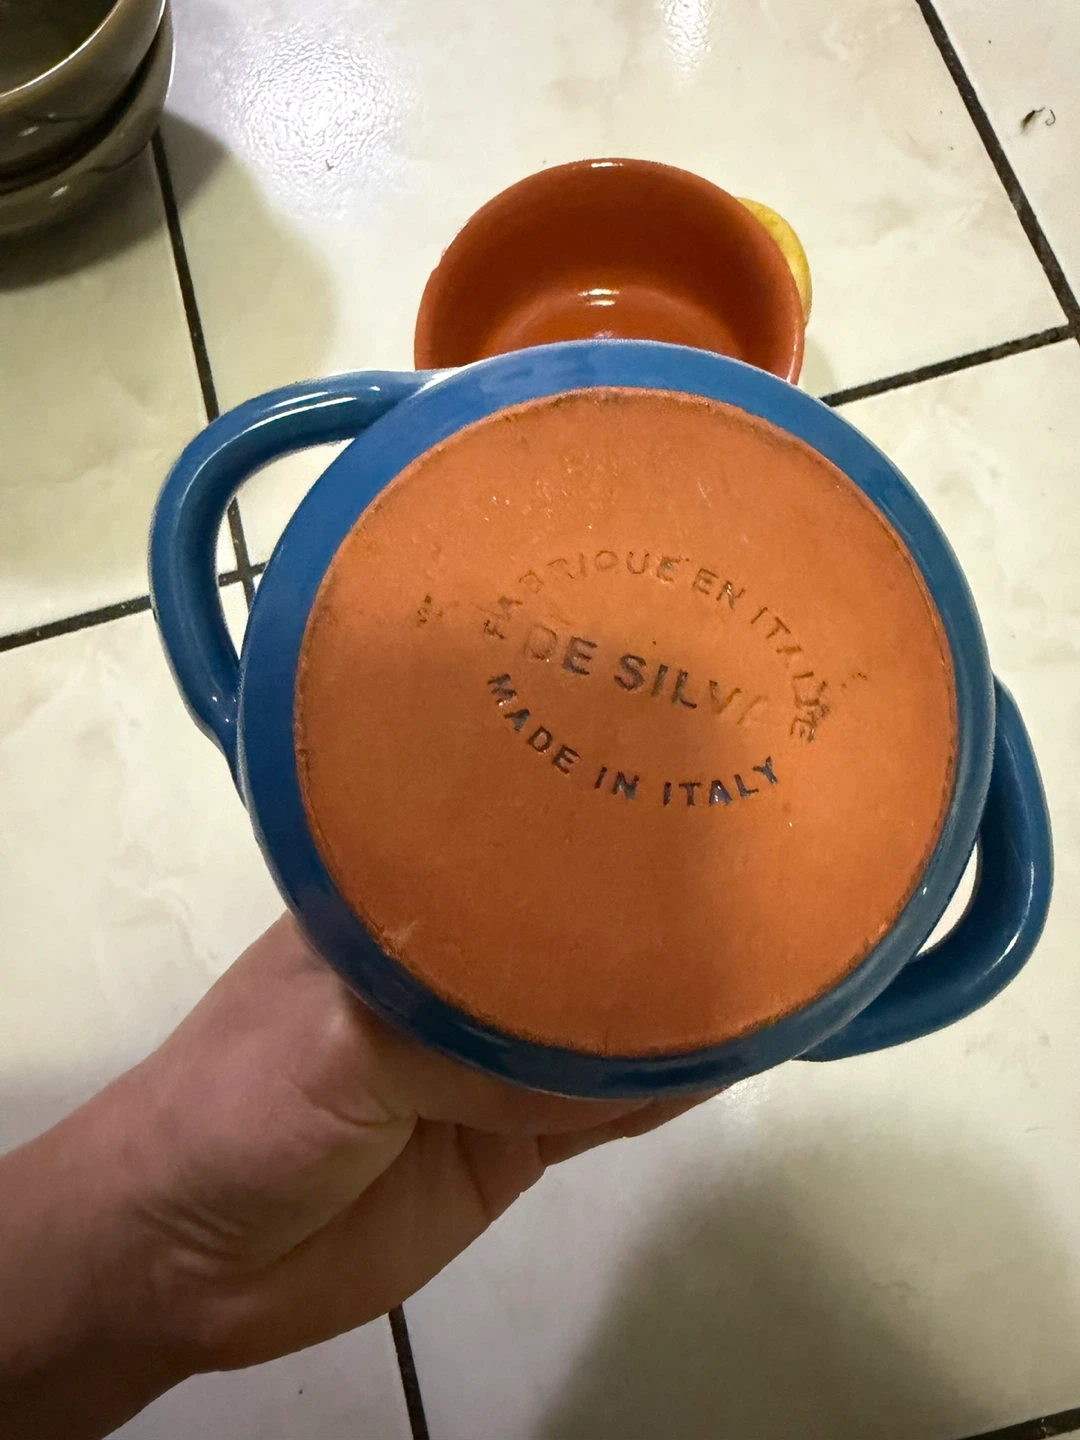 FABRIQUE EN ITALIE
DE SILVA
MADE IN ITALY